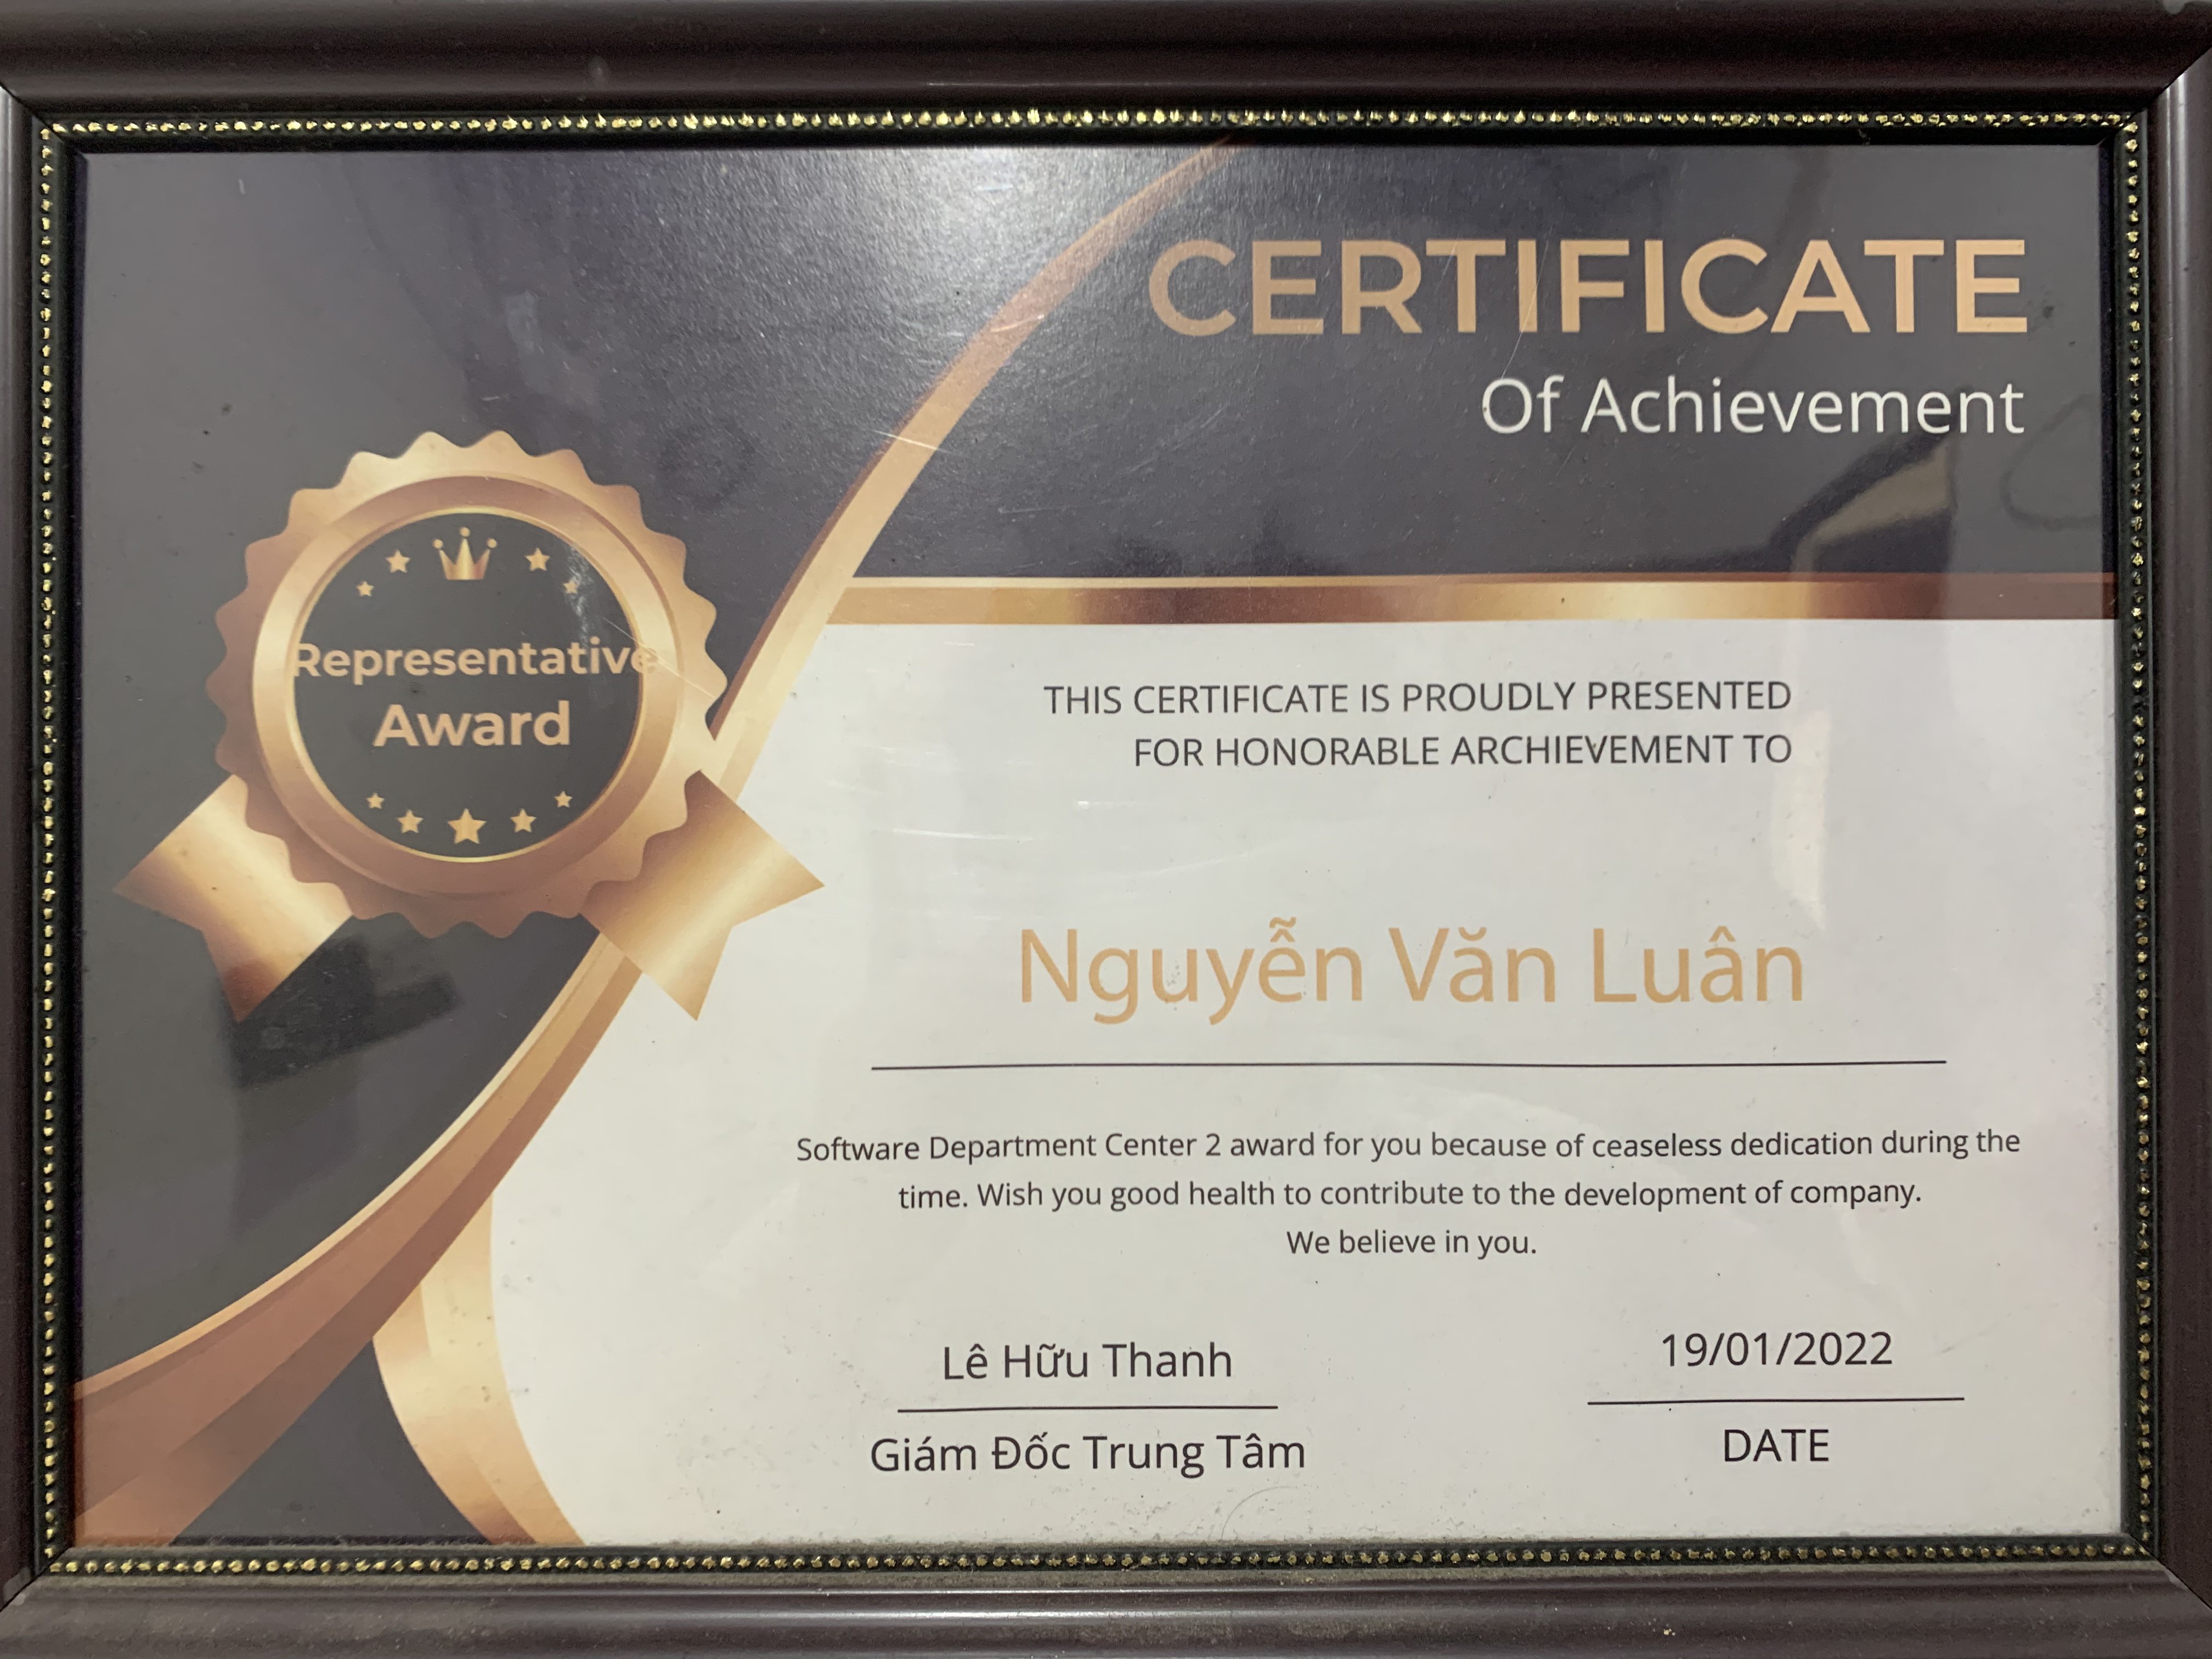 CERTIFICATE
Of Achievement
Representative
Award
THIS CERTIFICATE IS PROUDLY PRESENTED
FOR HONORABLE ARCHIEVEMENT TO
Nguyễn Văn Luân
Software Department Center 2 award for you because of ceaseless dedication during the
time. Wish you good health to contribute to the development of company.
We believe in you.
Lê Hữu Thanh
Giám Đốc Trung Tâm
19/01/2022
DATE